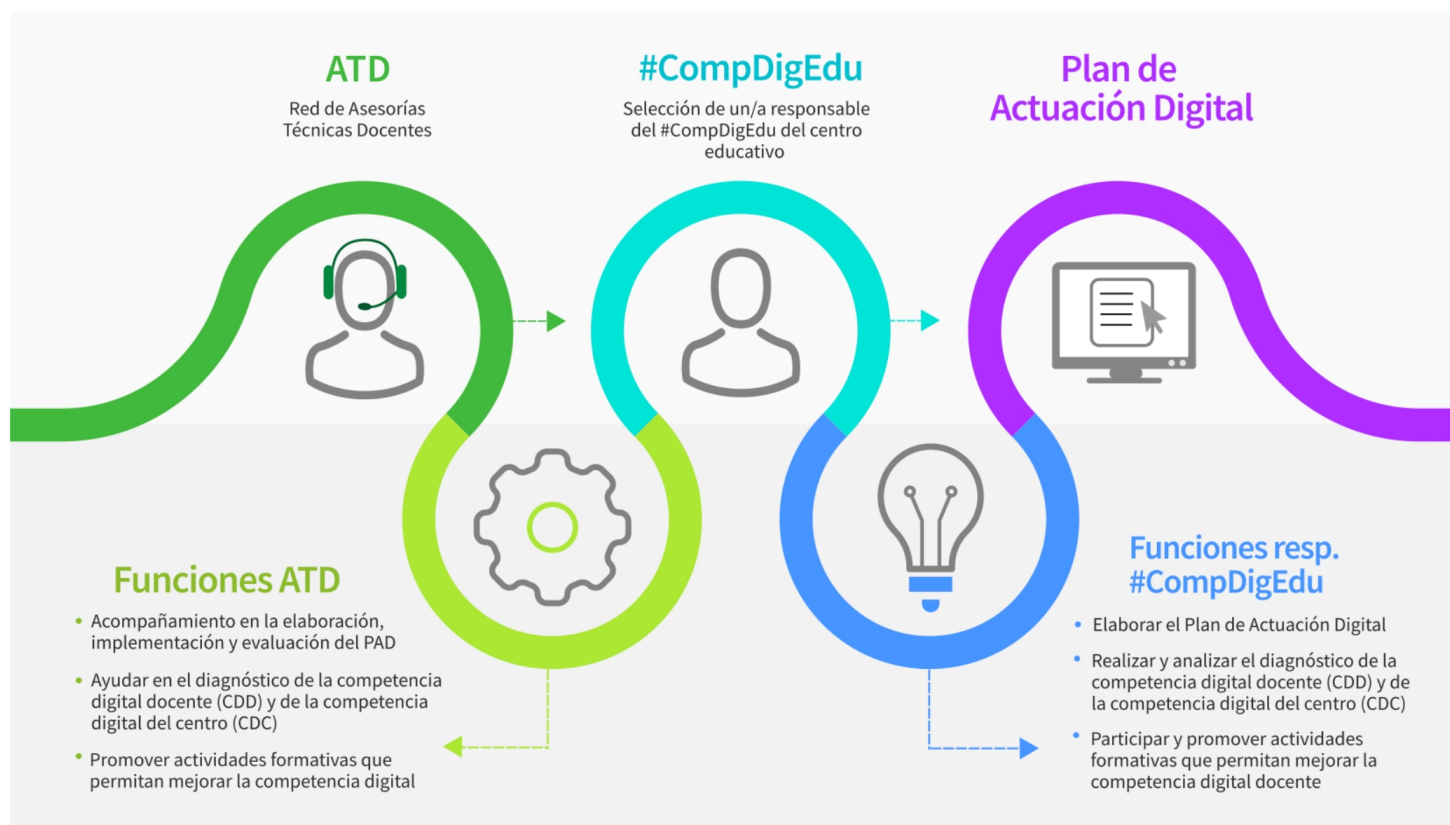 ATD
Red de Asesorías
Técnicas Docentes
#CompDigEdu
Selección de un/a responsable
del #CompDigEdu del centro
educativo
Plan de
Actuación Digital
Funciones ATD
• Acompañamiento en la elaboración,
implementación y evaluación del PAD
• Ayudar en el diagnóstico de la competencia
digital docente (CDD) y de la competencia
digital del centro (CDC)
• Promover actividades formativas que
permitan mejorar la competencia digital
Funciones resp.
#CompDigEdu
• Elaborar el Plan de Actuación Digital
• Realizar y analizar el diagnóstico de la
competencia digital docente (CDD) y de
la competencia digital del centro (CDC)
• Participar y promover actividades
formativas que permitan mejorar la
competencia digital docente